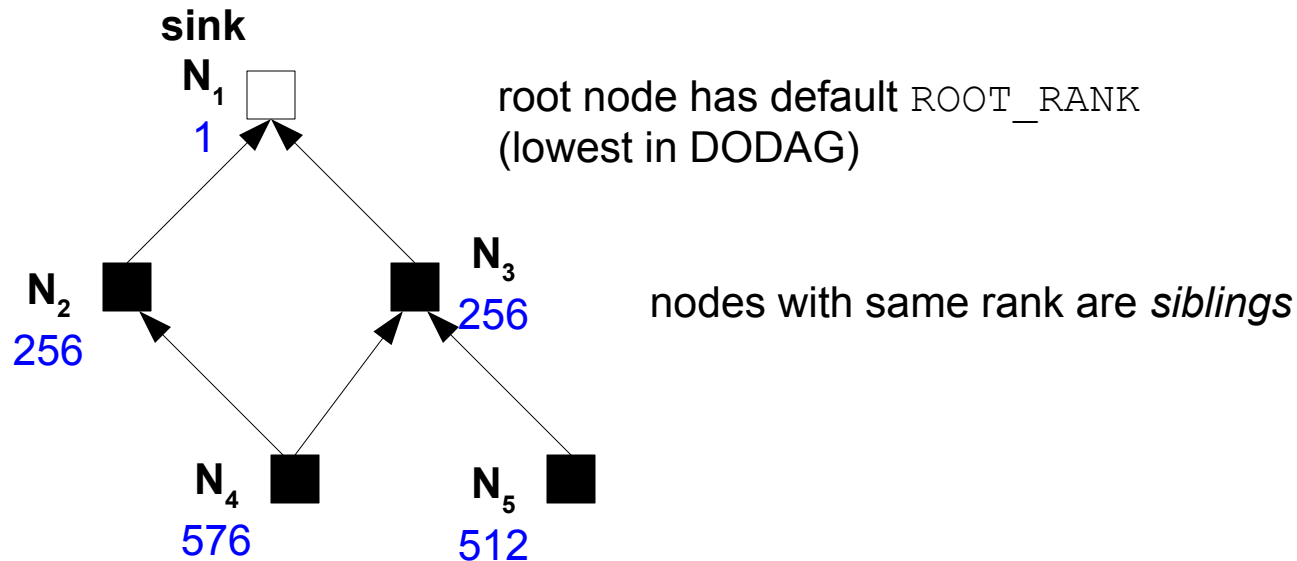 sink
N₁
1
root node has default ROOT_RANK
(lowest in DODAG)
N₂
256
N₃
256
nodes with same rank are siblings
N₄
576
N₅
512